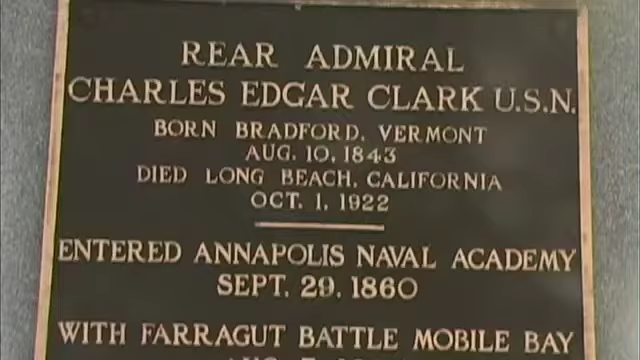 REAR ADMIRAL
CHARLES EDGAR CLARK U.S.N.
BORN BRADFORD, VERMONT
AUG. 10, 1843
DIED LONG BEACH, CALIFORNIA
OCT. 1, 1922
ENTERED ANNAPOLIS NAVAL ACADEMY
SEPT. 29, 1860
WITH FARRAGUT BATTLE MOBILE BAY